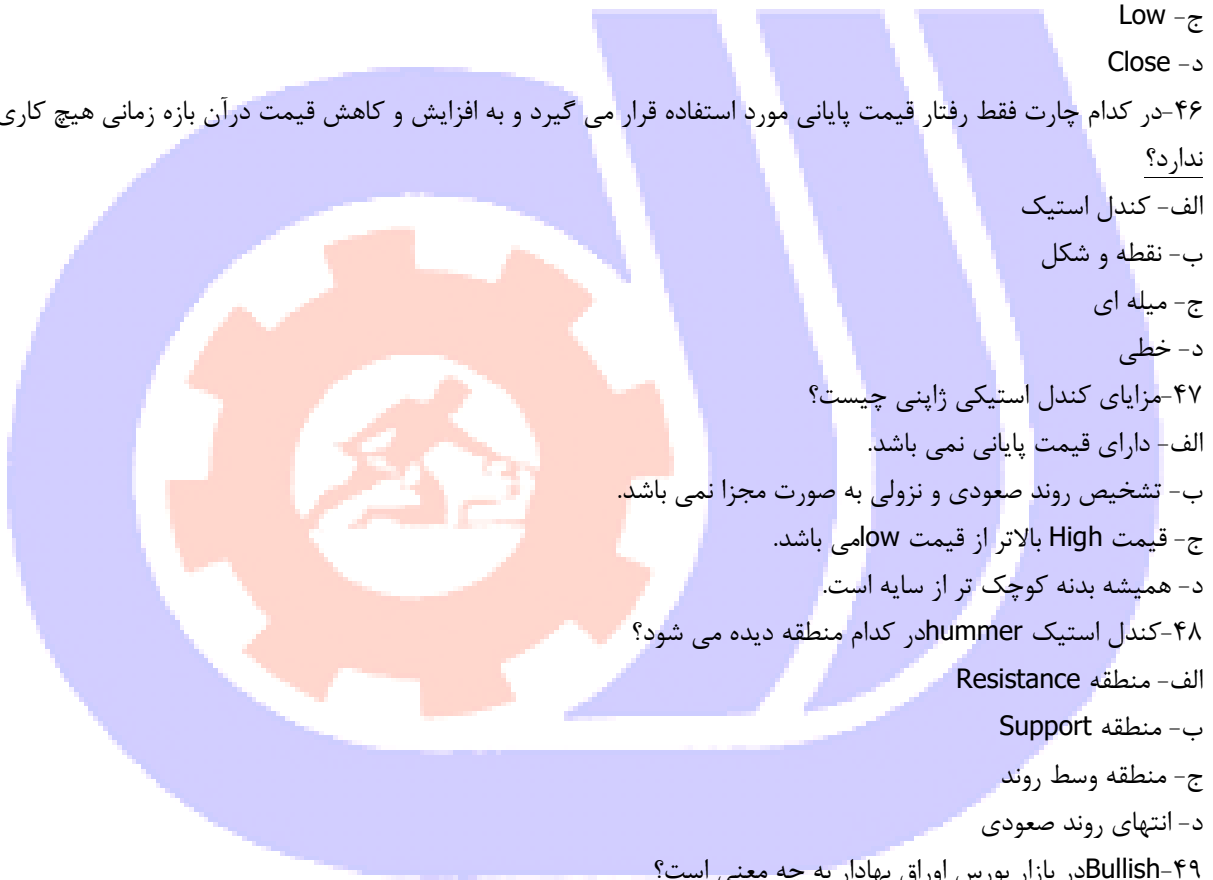 ج- Low
د- Close
۴۶-در کدام چارت فقط رفتار قیمت پایانی مورد استفاده قرار می گیرد و به افزایش و کاهش قیمت درآن بازه زمانی هیچ کاری
ندارد؟
الف- کندل استیک
ب- نقطه و شکل
ج- میله ای
د- خطی
۴۷-مزایای کندل استیکی ژاپنی چیست؟
الف- دارای قیمت پایانی نمی باشد.
ب- تشخیص روند صعودی و نزولی به صورت مجزا نمی باشد.
ج- قیمت High بالاتر از قیمت lowمی باشد.
د- همیشه بدنه کوچک تر از سایه است.
۴۸-کندل استیک hummerدر کدام منطقه دیده می شود؟
الف- منطقه Resistance
ب- منطقه Support
ج- منطقه وسط روند
د- انتهای روند صعودی
۴۹-Bullishدر بازار بورس اوراق بهادار به چه معنی است؟